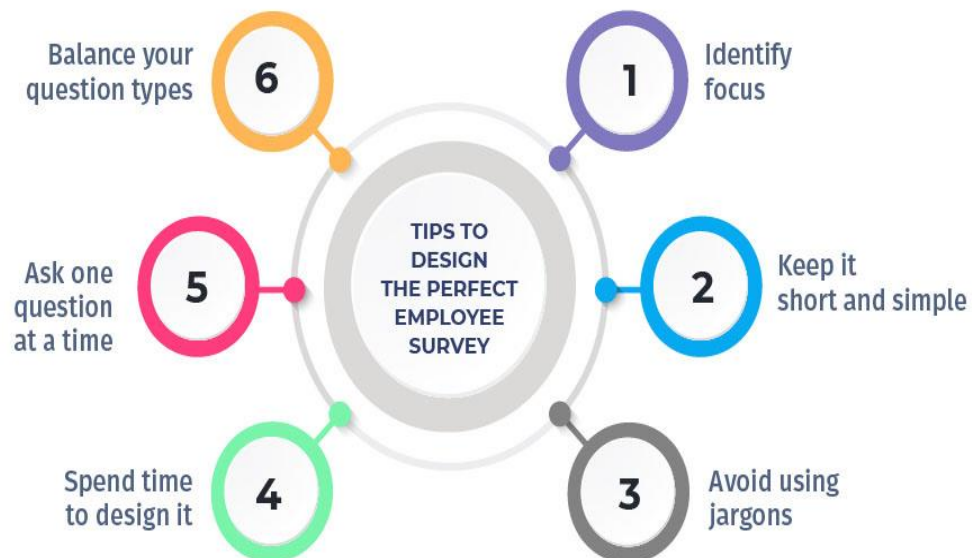 TIPS TO
DESIGN
THE PERFECT
EMPLOYEE
SURVEY
1
Identify
focus
2
Keep it
short and simple
3
Avoid using
jargons
4
Spend time
to design it
5
Ask one
question
at a time
6
Balance your
question types